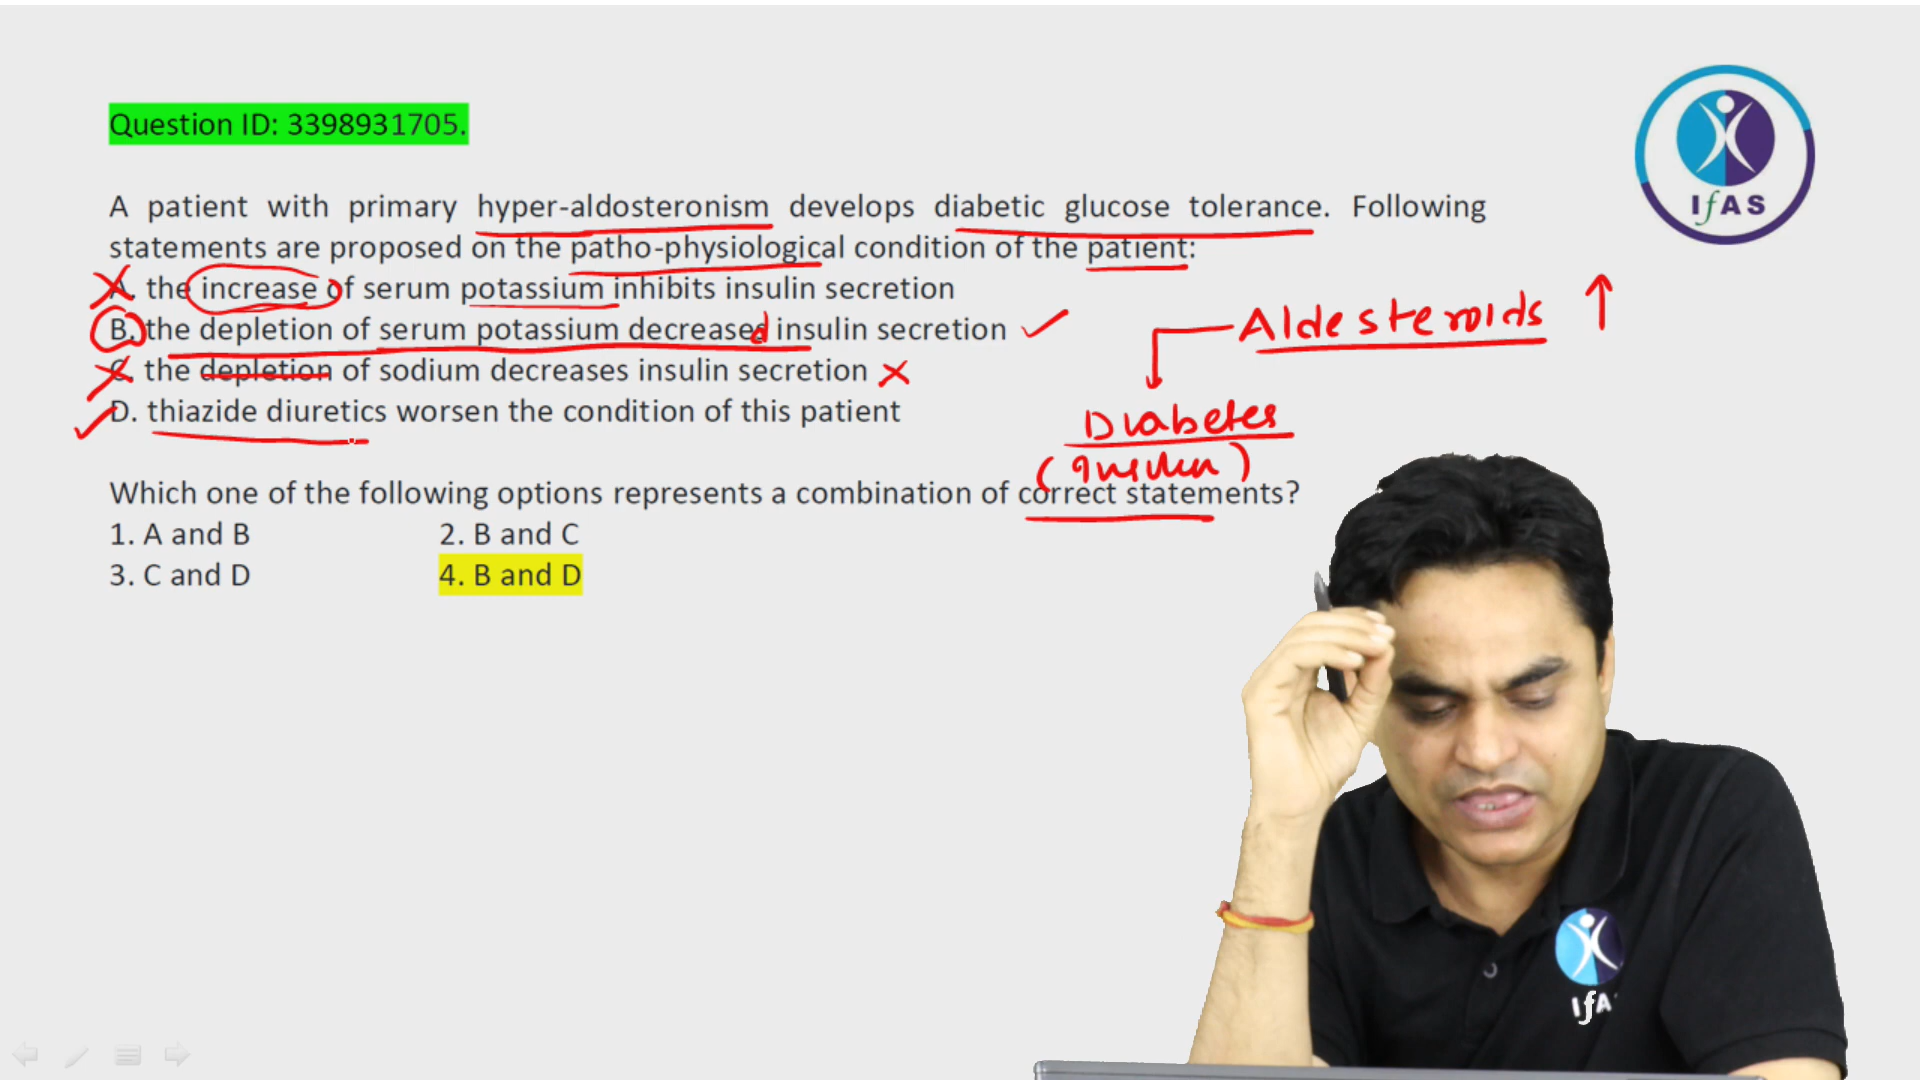 Question ID: 3398931705.
IfAS
A patient with primary hyper-aldosteronism develops diabetic glucose tolerance. Following
statements are proposed on the patho-physiological condition of the patient:
A. the increase of serum potassium inhibits insulin secretion
B. the depletion of serum potassium decreased insulin secretion
C. the depletion of sodium decreases insulin secretion
D. thiazide diuretics worsen the condition of this patient
Aldesteroids
Diabetes
(Insulin)
Which one of the following options represents a combination of correct statements?
1. A and B 2. B and C
3. C and D 4. B and D
IfA